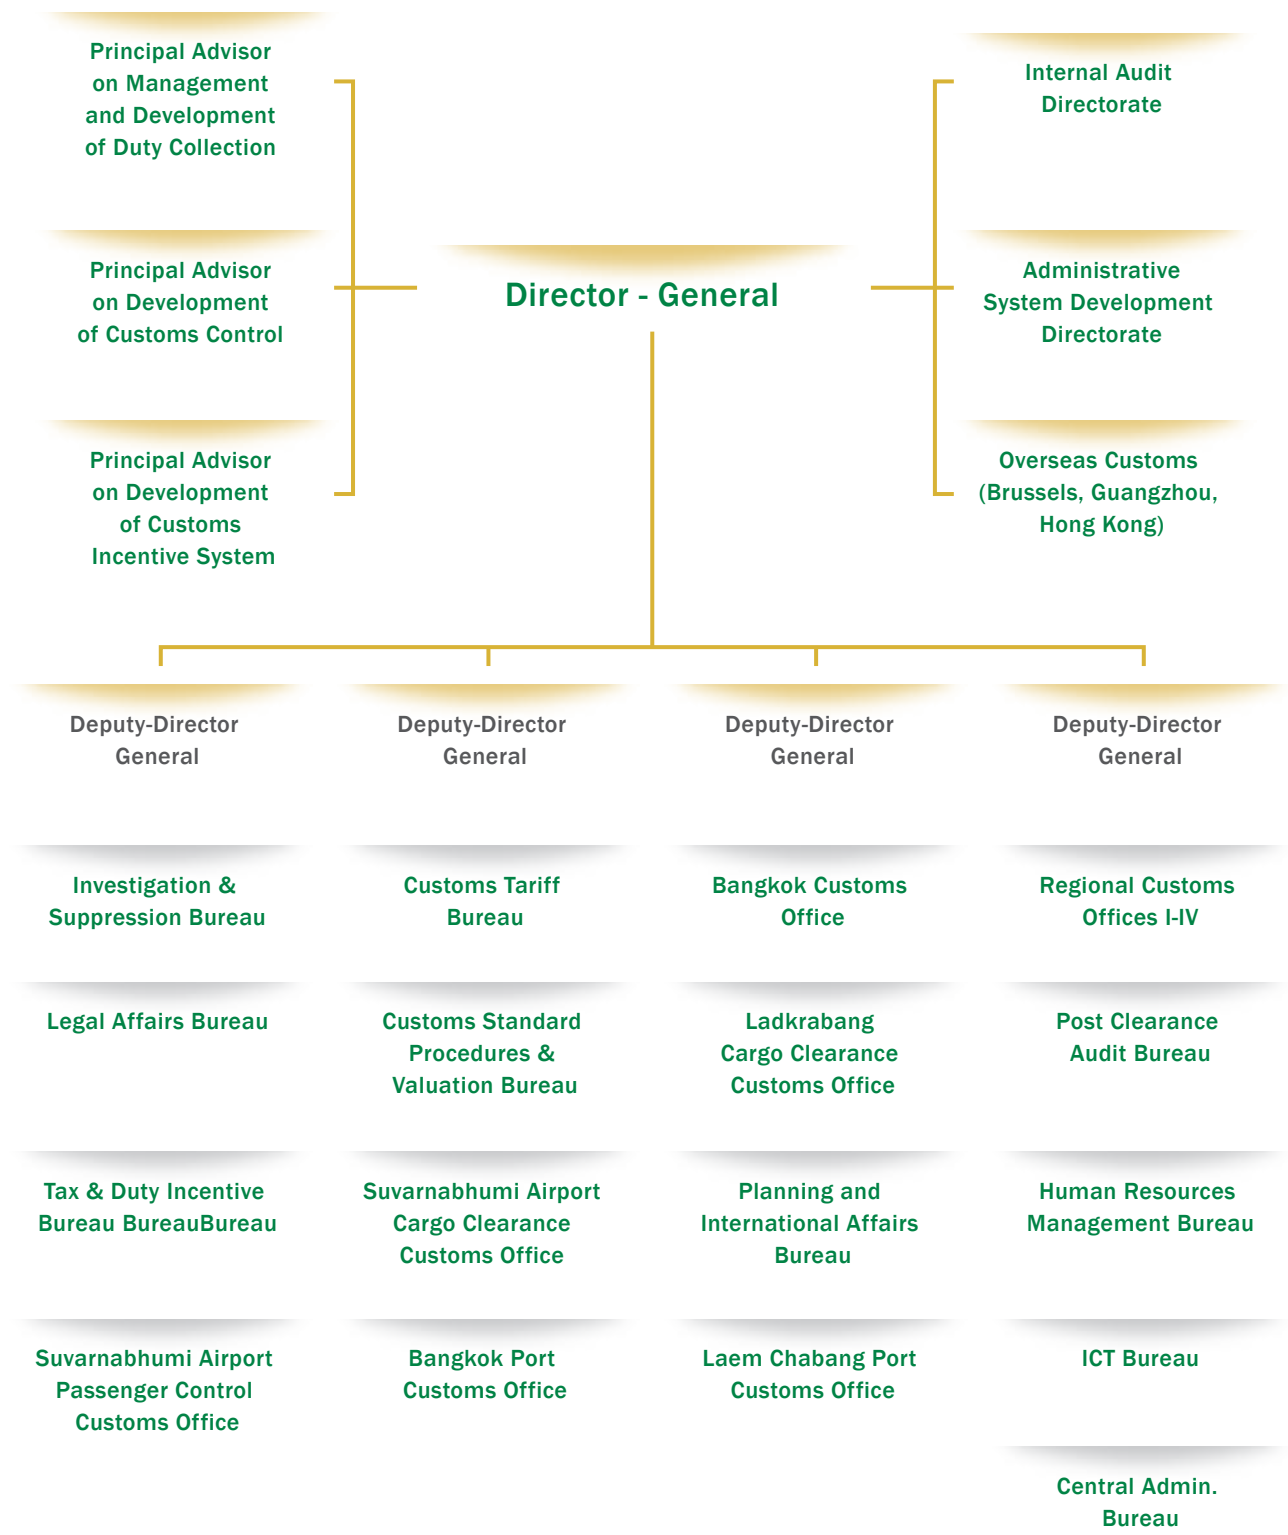 Principal Advisor
on Management
and Development
of Duty Collection
Internal Audit
Directorate
Principal Advisor
on Development
of Customs Control
Director - General
Administrative
System Development
Directorate
Principal Advisor
on Development
of Customs
Incentive System
Overseas Customs
(Brussels, Guangzhou,
Hong Kong)
Deputy-Director
General
Deputy-Director
General
Deputy-Director
General
Deputy-Director
General
Investigation &
Suppression Bureau
Customs Tariff
Bureau
Bangkok Customs
Office
Regional Customs
Offices I-IV
Legal Affairs Bureau
Customs Standard
Procedures &
Valuation Bureau
Ladkrabang
Cargo Clearance
Customs Office
Post Clearance
Audit Bureau
Tax & Duty Incentive
Bureau BureauBureau
Suvarnabhumi Airport
Cargo Clearance
Customs Office
Planning and
International Affairs
Bureau
Human Resources
Management Bureau
Suvarnabhumi Airport
Passenger Control
Customs Office
Bangkok Port
Customs Office
Laem Chabang Port
Customs Office
ICT Bureau
Central Admin.
Bureau